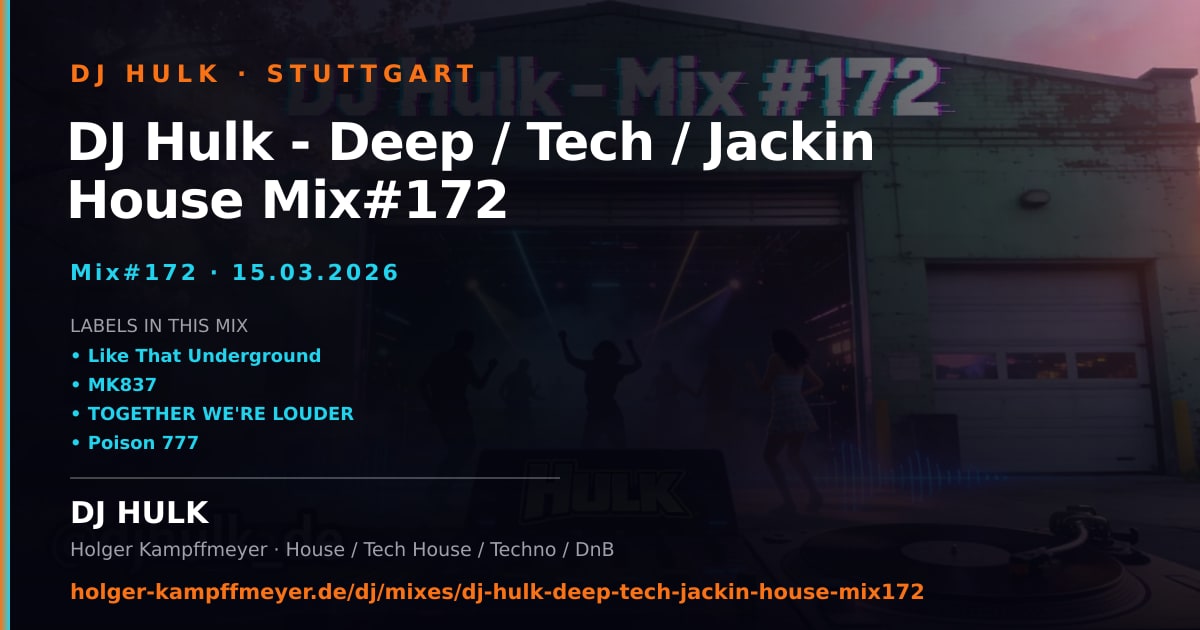 DJ HULK · STUTTGART
DJ Hulk - Mix #172
DJ Hulk - Deep / Tech / Jackin
House Mix#172
Mix#172 · 15.03.2026
LABELS IN THIS MIX
• Like That Underground
• MK837
• TOGETHER WE'RE LOUDER
• Poison 777
HULK
DJ HULK
Holger Kampffmeyer · House / Tech House / Techno / DnB
holger-kampffmeyer.de/dj/mixes/dj-hulk-deep-tech-jackin-house-mix172